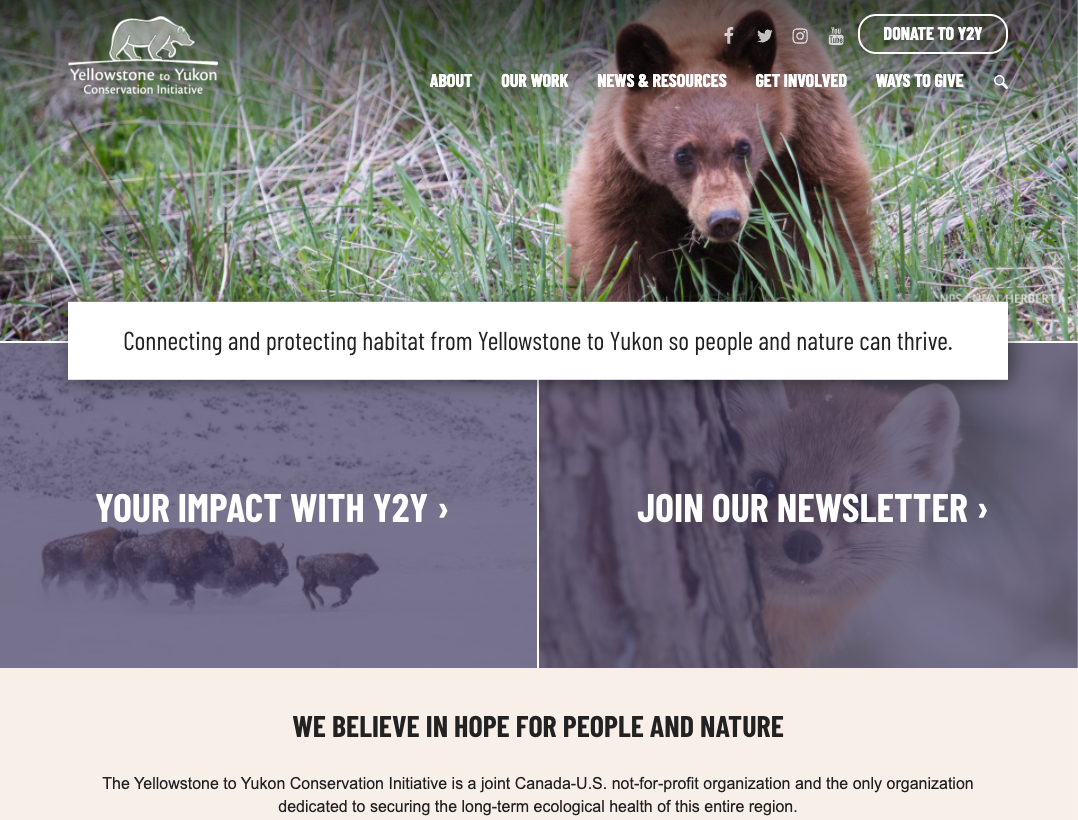 Yellowstone to Yukon
Conservation Initiative
You
Tube
DONATE TO Y2Y
ABOUT OUR WORK NEWS & RESOURCES GET INVOLVED WAYS TO GIVE
HERBERT
Connecting and protecting habitat from Yellowstone to Yukon so people and nature can thrive.
YOUR IMPACT WITH Y2Y ›
JOIN OUR NEWSLETTER ›
WE BELIEVE IN HOPE FOR PEOPLE AND NATURE
The Yellowstone to Yukon Conservation Initiative is a joint Canada-U.S. not-for-profit organization and the only organization
dedicated to securing the long-term ecological health of this entire region.